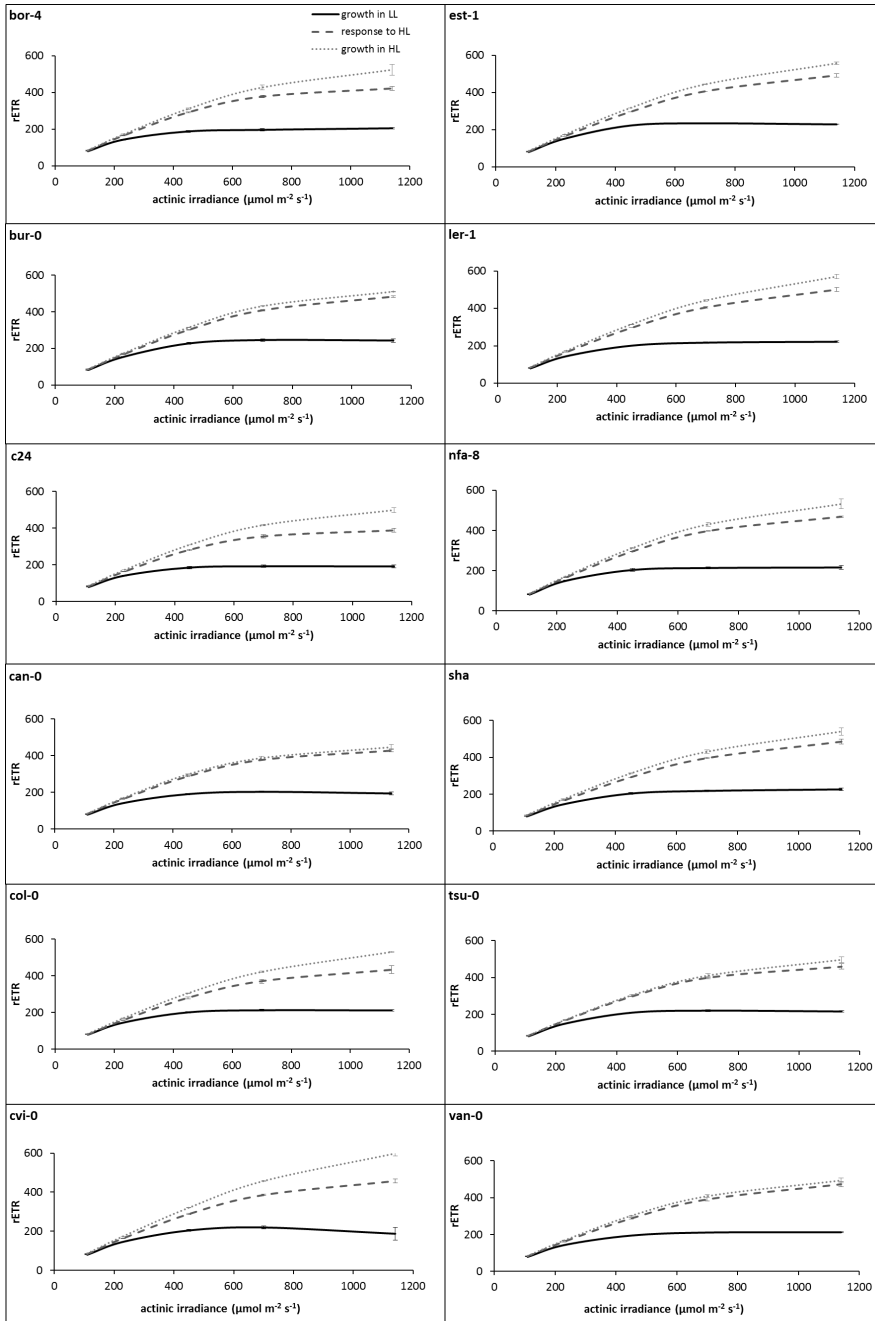 bor-4
growth in LL
response to HL
growth in HL
600
400
200
0
rETR
0 200 400 600 800 1000 1200
actinic irradiance (µmol m-2 s-1)
est-1
600
400
200
0
rETR
0 200 400 600 800 1000 1200
actinic irradiance (µmol m-2 s-1)
bur-0
600
400
200
0
rETR
0 200 400 600 800 1000 1200
actinic irradiance (µmol m-2 s-1)
ler-1
600
400
200
0
rETR
0 200 400 600 800 1000 1200
actinic irradiance (µmol m-2 s-1)
c24
600
400
200
0
rETR
0 200 400 600 800 1000 1200
actinic irradiance (µmol m-2 s-1)
nfa-8
600
400
200
0
rETR
0 200 400 600 800 1000 1200
actinic irradiance (µmol m-2 s-1)
can-0
600
400
200
0
rETR
0 200 400 600 800 1000 1200
actinic irradiance (µmol m-2 s-1)
sha
600
400
200
0
rETR
0 200 400 600 800 1000 1200
actinic irradiance (µmol m-2 s-1)
col-0
600
400
200
0
rETR
0 200 400 600 800 1000 1200
actinic irradiance (µmol m-2 s-1)
tsu-0
600
400
200
0
rETR
0 200 400 600 800 1000 1200
actinic irradiance (µmol m-2 s-1)
cvi-0
600
400
200
0
rETR
0 200 400 600 800 1000 1200
actinic irradiance (µmol m-2 s-1)
van-0
600
400
200
0
rETR
0 200 400 600 800 1000 1200
actinic irradiance (µmol m-2 s-1)